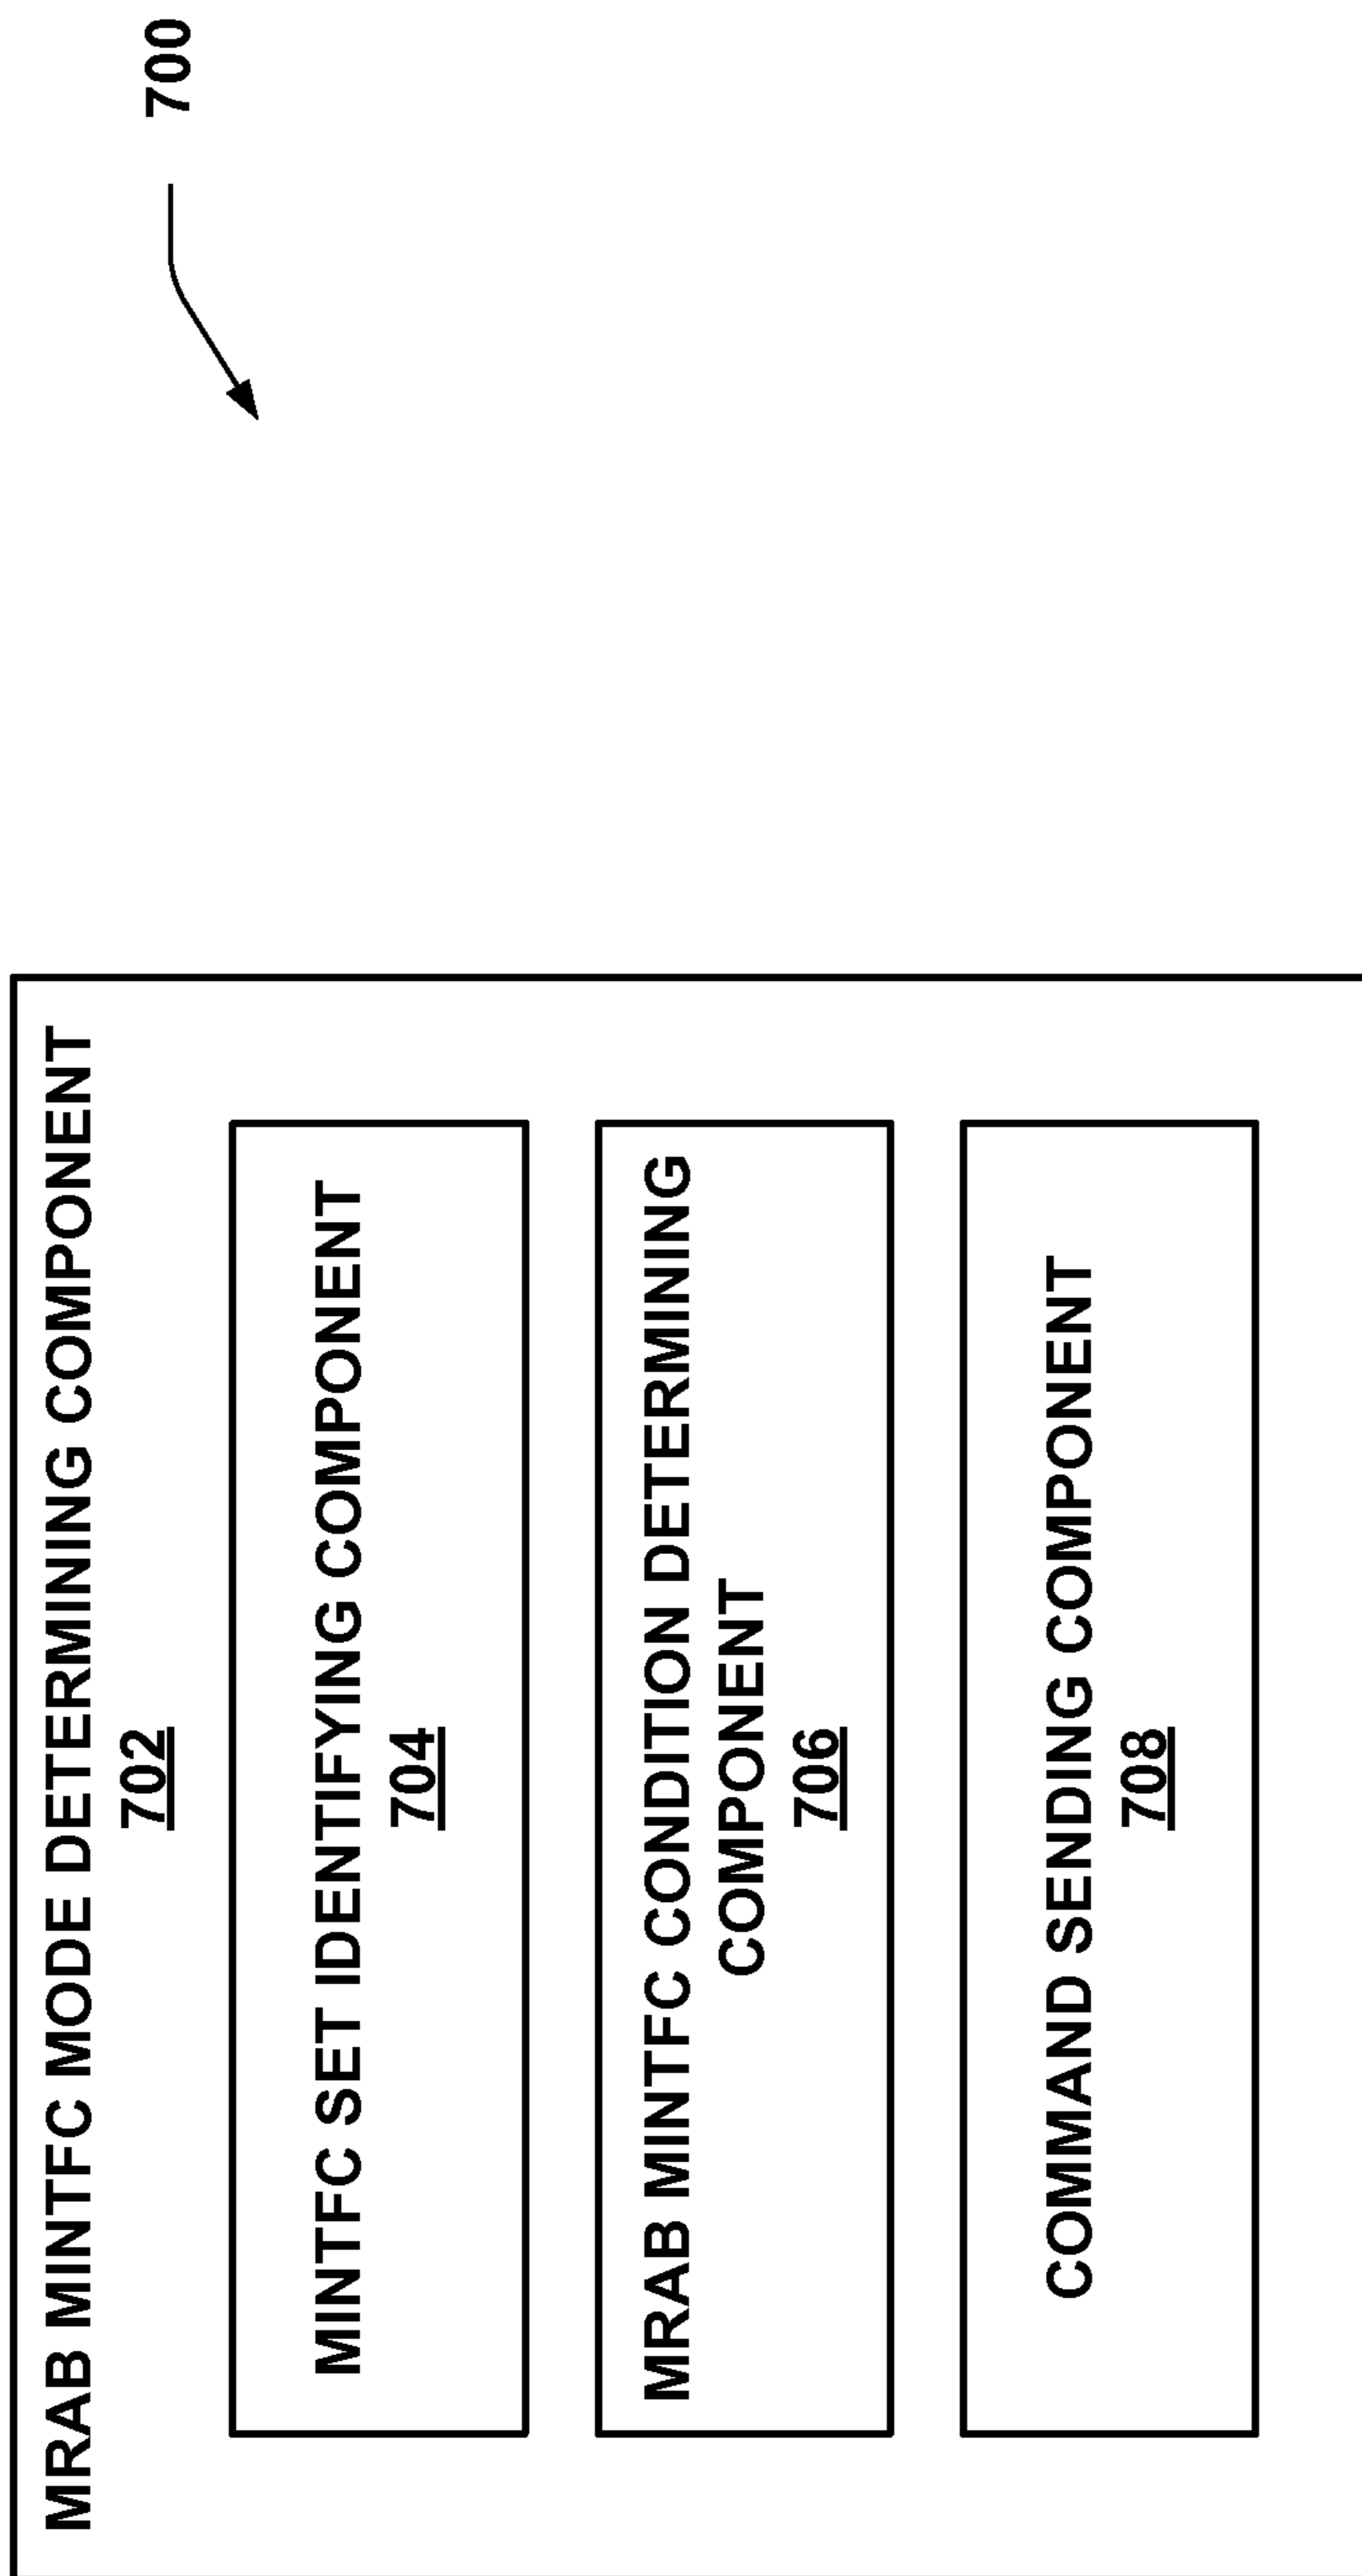 700
MRAB MINTFC MODE DETERMINING COMPONENT
702
MINTFC SET IDENTIFYING COMPONENT
704
MRAB MINTFC CONDITION DETERMINING
COMPONENT
706
COMMAND SENDING COMPONENT
708